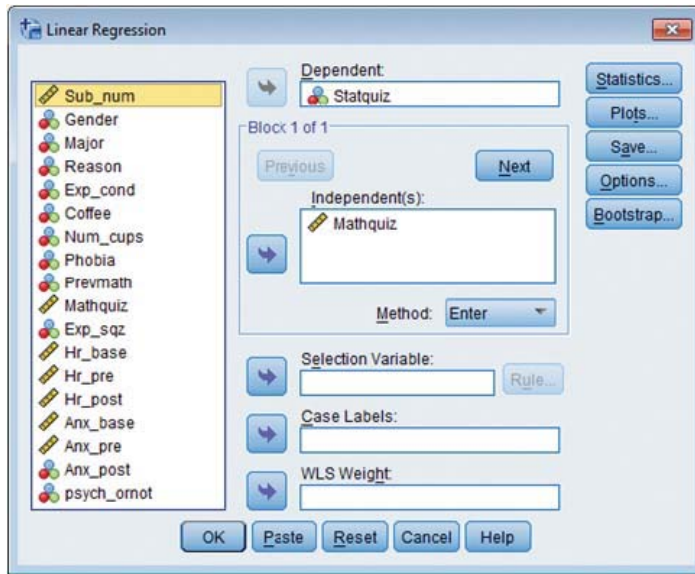 Linear Regression
Sub_num
Gender
Major
Reason
Exp_cond
Coffee
Num_cups
Phobia
Prevmath
Mathquiz
Exp_sqz
Hr_base
Hr_pre
Hr_post
Anx_base
Anx_pre
Anx_post
psych_ornot
Dependent:
Statquiz
Block 1 of 1
Previous
Next
Independent(s):
Mathquiz
Method: Enter
Selection Variable:
Rule...
Case Labels:
WLS Weight:
Statistics...
Plots...
Save...
Options...
Bootstrap...
OK Paste Reset Cancel Help